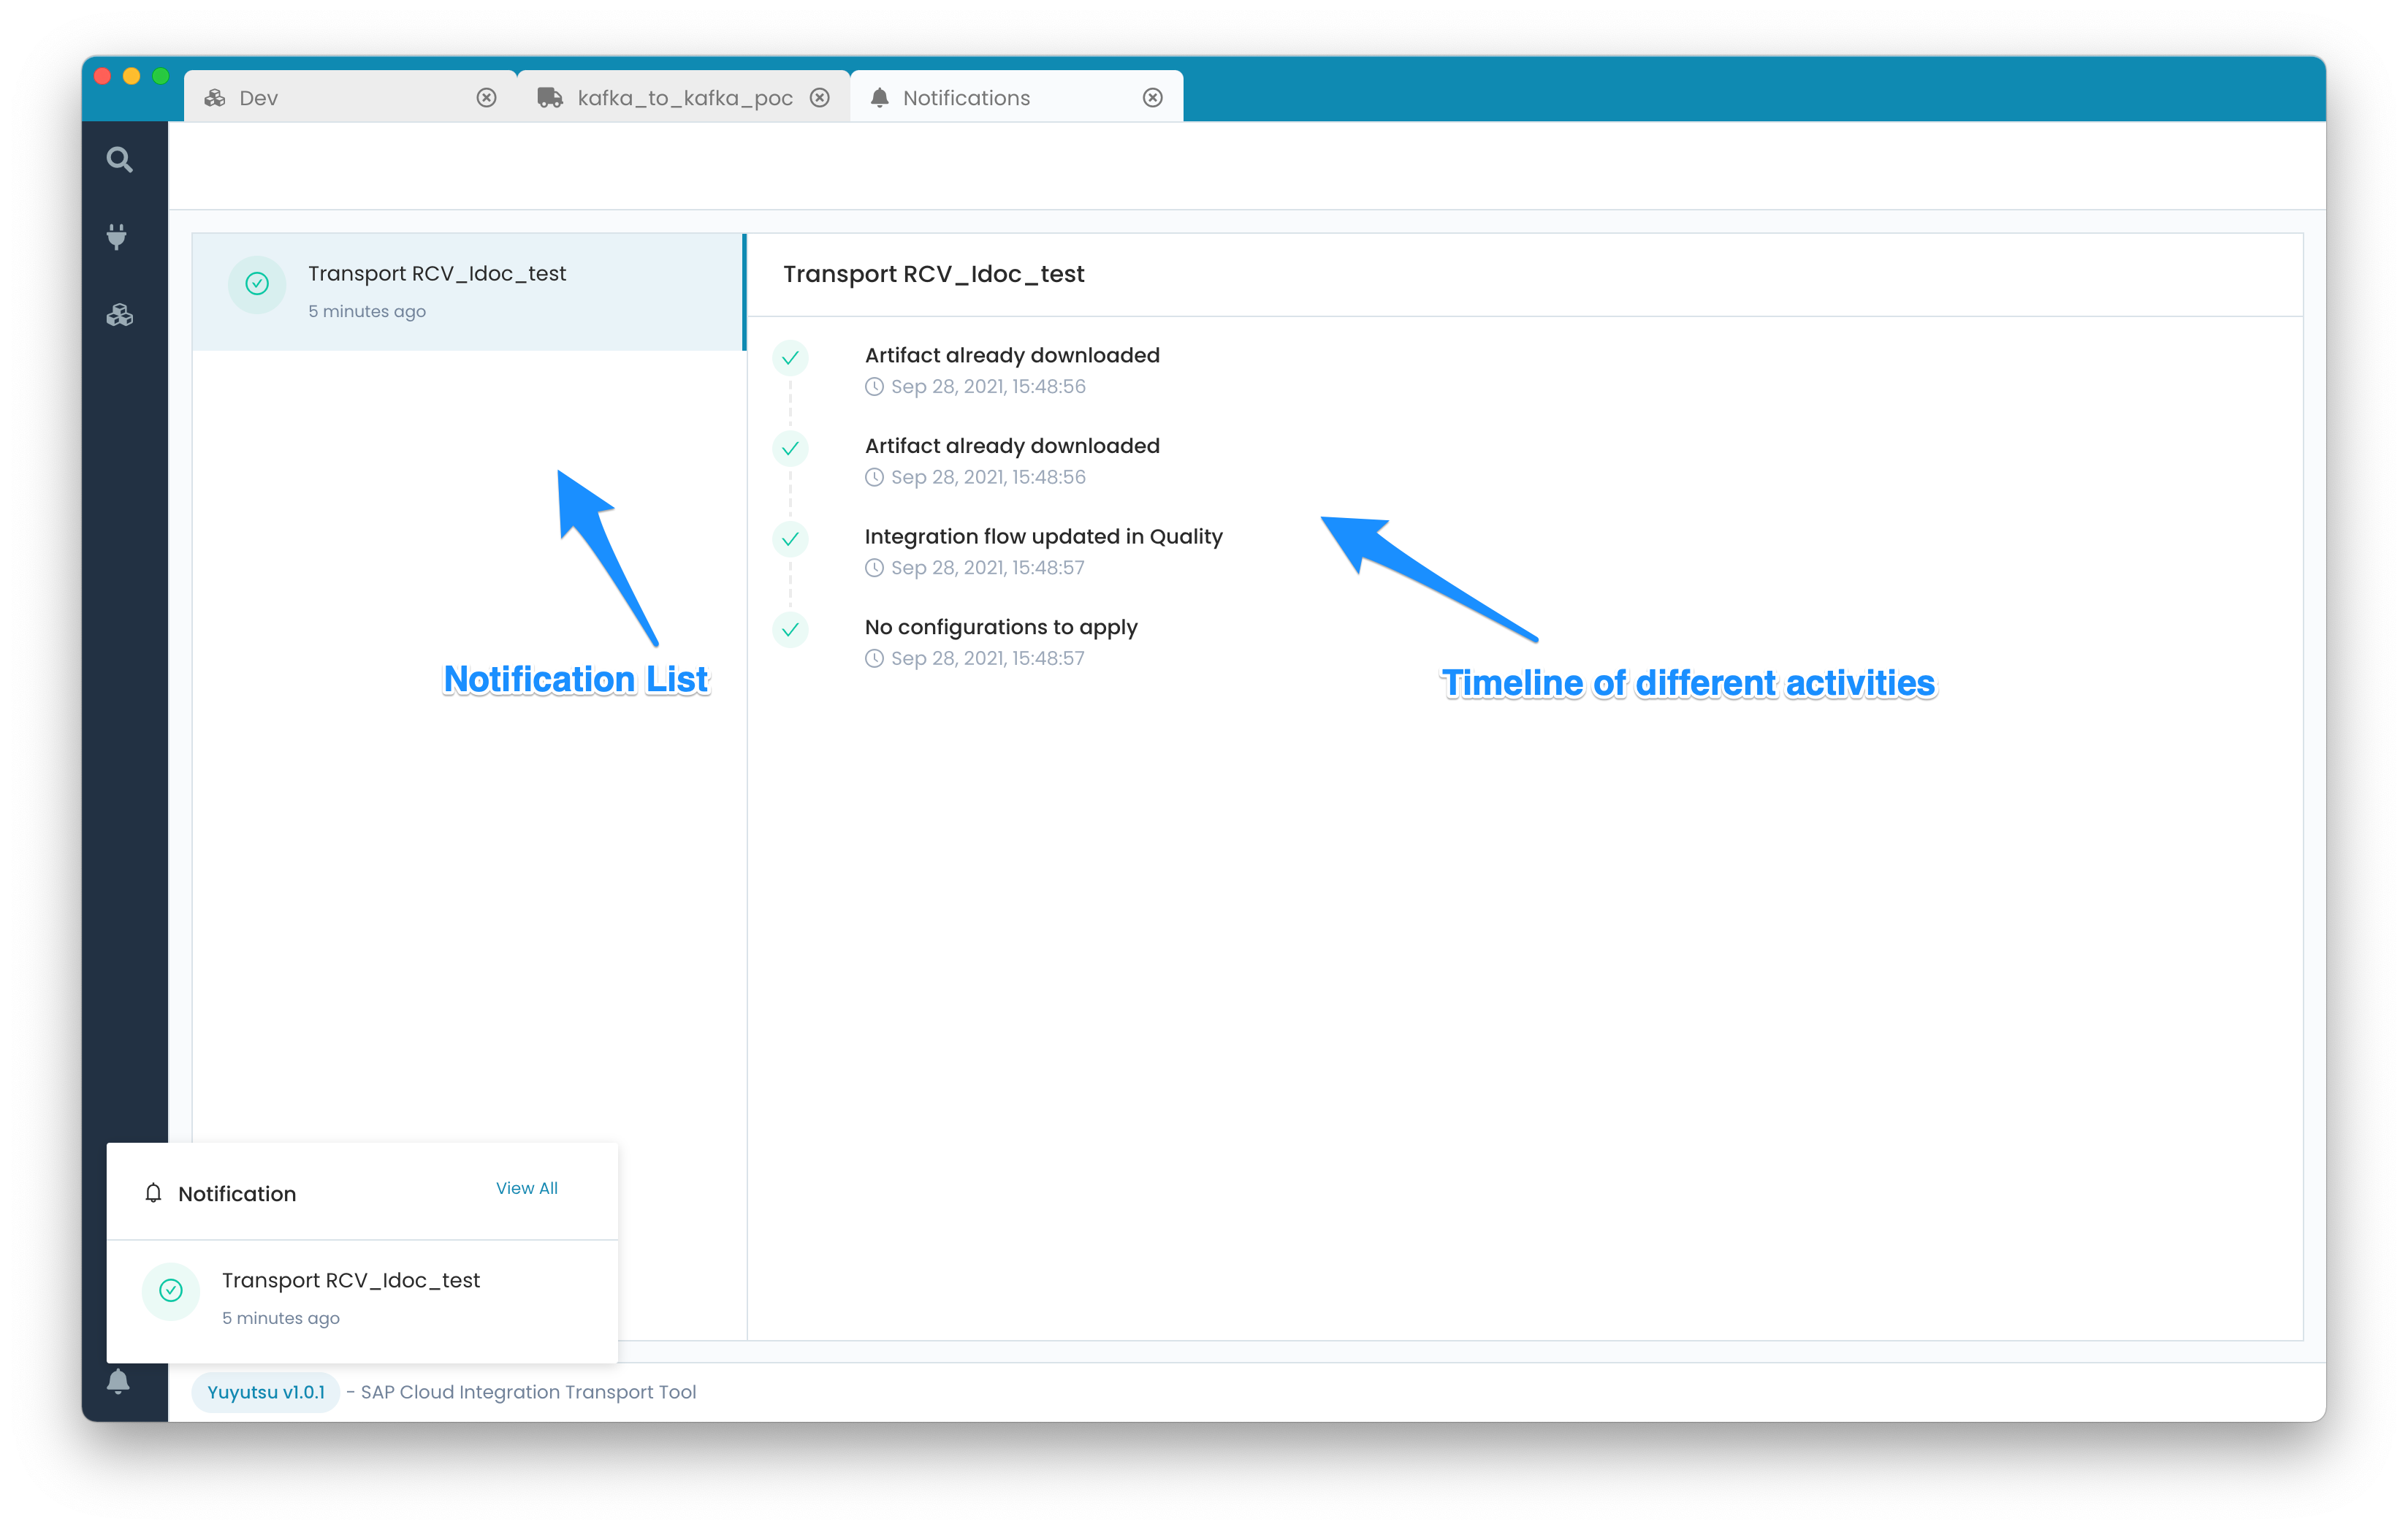 Dev
kafka_to_kafka_poc
Notifications
Transport RCV_Idoc_test
5 minutes ago
Transport RCV_Idoc_test
Artifact already downloaded
Sep 28, 2021, 15:48:56
Artifact already downloaded
Sep 28, 2021, 15:48:56
Integration flow updated in Quality
Sep 28, 2021, 15:48:57
No configurations to apply
Sep 28, 2021, 15:48:57
Notification List
Timeline of different activities
Notification
View All
Transport RCV_Idoc_test
5 minutes ago
Yuyutsu v1.0.1 - SAP Cloud Integration Transport Tool